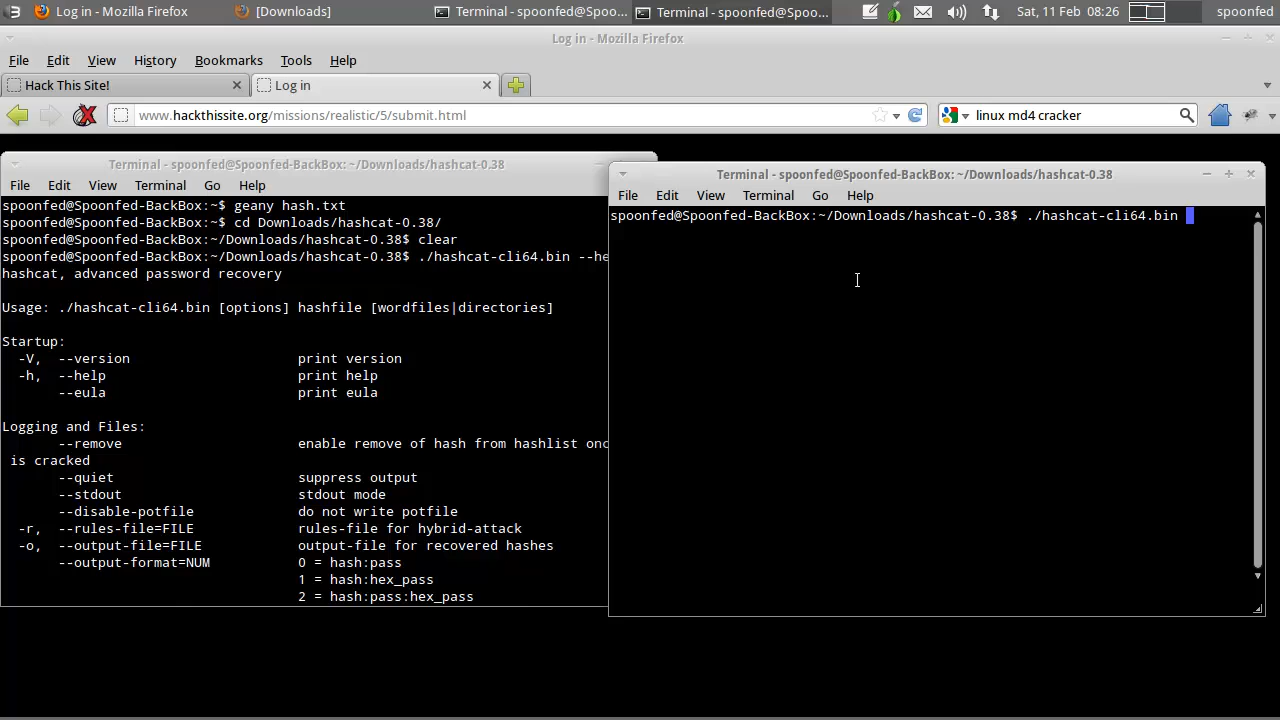 Log in - Mozilla Firefox
[Downloads]
Terminal - spoonfed@Spoo...
Terminal - spoonfed@Spoo...
Sat, 11 Feb 08:26
spoonfed
Log in - Mozilla Firefox
File Edit View History Bookmarks Tools Help
Hack This Site!
Log in
www.hackthissite.org/missions/realistic/5/submit.html
linux md4 cracker
Terminal - spoonfed@Spoonfed-BackBox: ~/Downloads/hashcat-0.38
File Edit View Terminal Go Help
spoonfed@Spoonfed-BackBox:~$ geany hash.txt
spoonfed@Spoonfed-BackBox:~$ cd Downloads/hashcat-0.38/
spoonfed@Spoonfed-BackBox:~/Downloads/hashcat-0.38$ clear
spoonfed@Spoonfed-BackBox:~/Downloads/hashcat-0.38$ ./hashcat-cli64.bin --he
hashcat, advanced password recovery
Usage: ./hashcat-cli64.bin [options] hashfile [wordfiles|directories]
Startup:
-V, --version print version
-h, --help print help
--eula print eula
Logging and Files:
--remove enable remove of hash from hashlist onc
is cracked
--quiet suppress output
--stdout stdout mode
--disable-potfile do not write potfile
-r, --rules-file=FILE rules-file for hybrid-attack
-o, --output-file=FILE output-file for recovered hashes
--output-format=NUM 0 = hash:pass
1 = hash:hex_pass
2 = hash:pass:hex_pass
Terminal - spoonfed@Spoonfed-BackBox: ~/Downloads/hashcat-0.38
File Edit View Terminal Go Help
spoonfed@Spoonfed-BackBox:~/Downloads/hashcat-0.38$ ./hashcat-cli64.bin